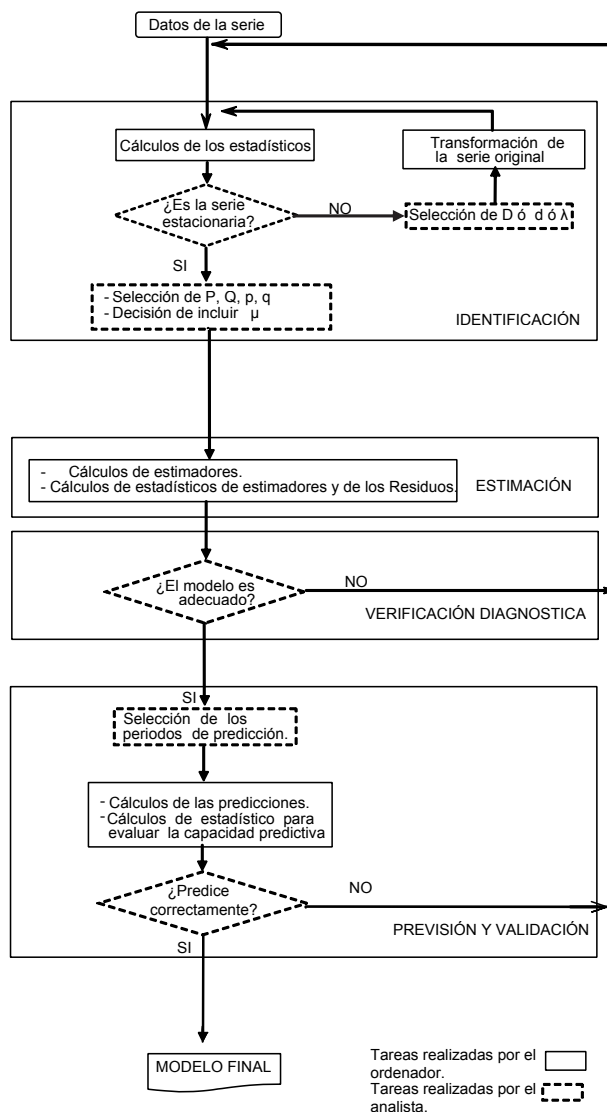 Datos de la serie
Cálculos de los estadísticos
Transformación de
la serie original
¿Es la serie
estacionaria?
NO
Selección de D ó d ó λ
SI
- Selección de P, Q, p, q
- Decisión de incluir µ
IDENTIFICACIÓN
- Cálculos de estimadores.
- Cálculos de estadísticos de estimadores y de los Residuos.
ESTIMACIÓN
¿El modelo es
adecuado?
NO
VERIFICACIÓN DIAGNOSTICA
SI
Selección de los
periodos de predicción.
- Cálculos de las predicciones.
- Cálculos de estadístico para
evaluar la capacidad predictiva
¿Predice
correctamente?
NO
PREVISIÓN Y VALIDACIÓN
SI
MODELO FINAL
Tareas realizadas por el
ordenador.
Tareas realizadas por el
analista.